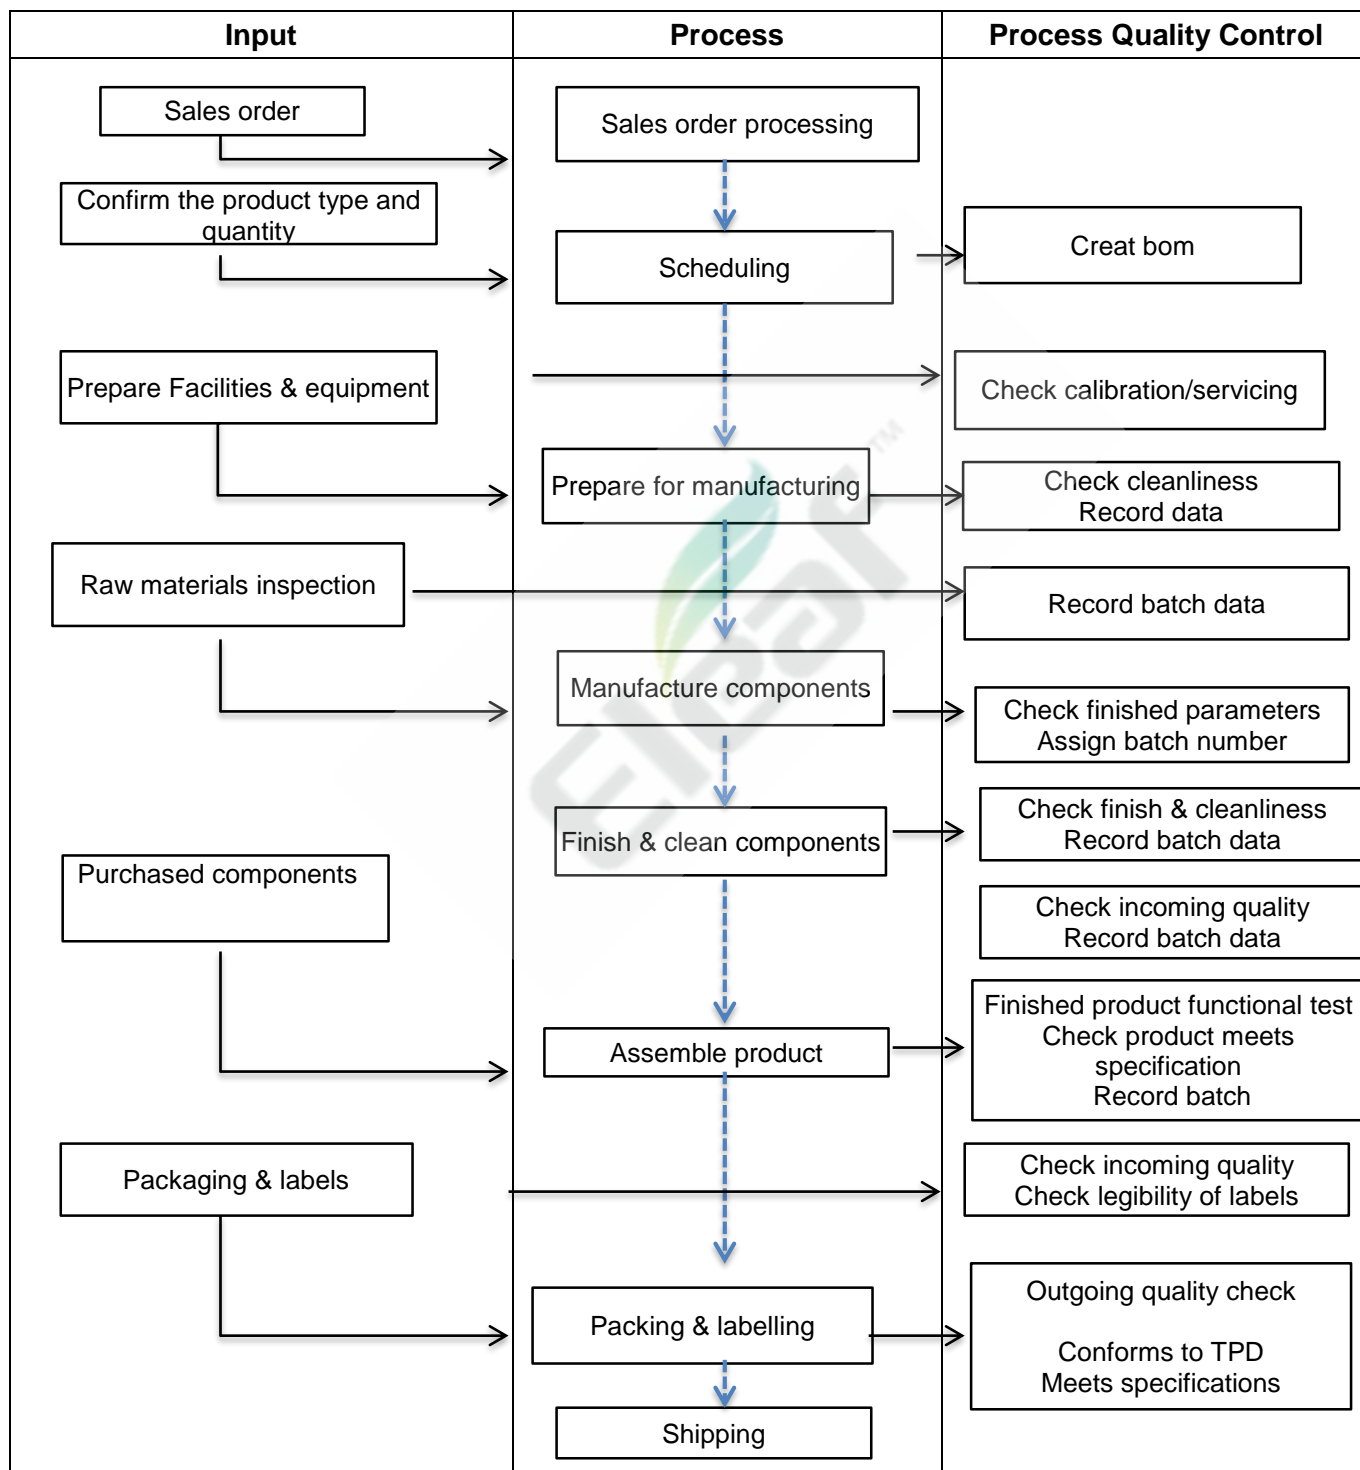 Input
Process
Process Quality Control
Sales order
Sales order processing
Confirm the product type and
quantity
Scheduling
Creat bom
Prepare Facilities & equipment
Check calibration/servicing
Prepare for manufacturing
Check cleanliness
Record data
Raw materials inspection
Record batch data
Manufacture components
Check finished parameters
Assign batch number
Finish & clean components
Check finish & cleanliness
Record batch data
Purchased components
Check incoming quality
Record batch data
Assemble product
Finished product functional test
Check product meets
specification
Record batch
Packaging & labels
Check incoming quality
Check legibility of labels
Packing & labelling
Outgoing quality check
Conforms to TPD
Meets specifications
Shipping
Eleaf™